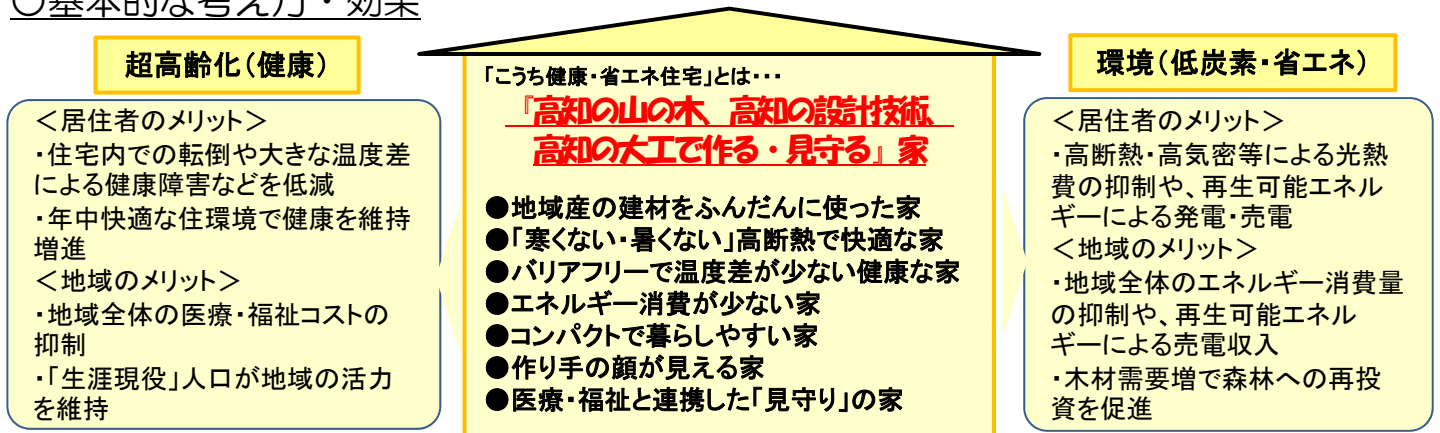 ○基本的な考え方・効果
超高齢化(健康)
＜居住者のメリット＞
・住宅内での転倒や大きな温度差
による健康障害などを低減
・年中快適な住環境で健康を維持
増進
＜地域のメリット＞
・地域全体の医療・福祉コストの
抑制
・「生涯現役」人口が地域の活力
を維持
「こうち健康・省エネ住宅」とは・・・
『高知の山の木、高知の設計技術、
高知の大工で作る・見守る』家
●地域産の建材をふんだんに使った家
●「寒くない・暑くない」高断熱で快適な家
●バリアフリーで温度差が少ない健康な家
●エネルギー消費が少ない家
●コンパクトで暮らしやすい家
●作り手の顔が見える家
●医療・福祉と連携した「見守り」の家
環境(低炭素・省エネ)
＜居住者のメリット＞
・高断熱・高気密等による光熱
費の抑制や、再生可能エネル
ギーによる発電・売電
＜地域のメリット＞
・地域全体のエネルギー消費量
の抑制や、再生可能エネル
ギーによる売電収入
・木材需要増で森林への再投
資を促進